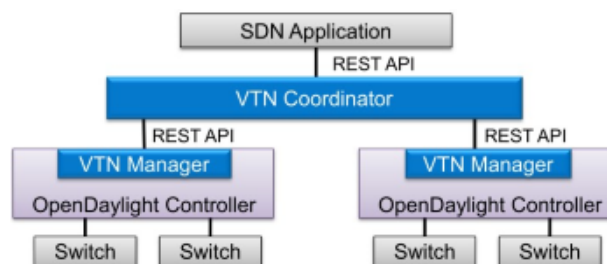 SDN Application
REST API
VTN Coordinator
REST API
REST API
VTN Manager
VTN Manager
OpenDaylight Controller
OpenDaylight Controller
Switch
Switch
Switch
Switch